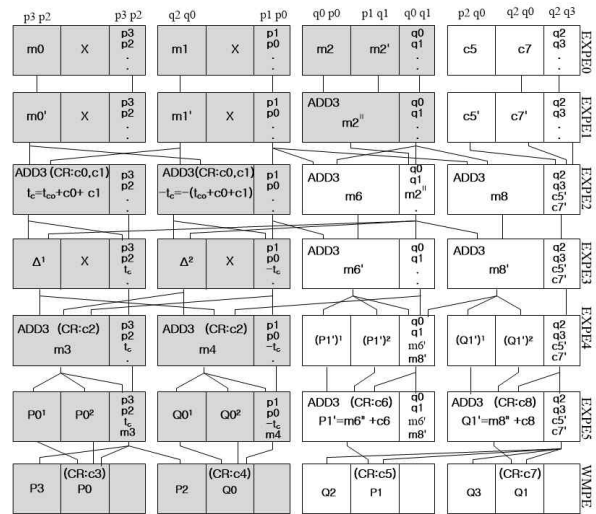 p3 p2 p3 p2 q2 q0 p1 p0 q0 p0 p1 q1 q0 q1 p2 q0 q2 q0 q2 q3
m0 X p3 m1 X p1 m2 m2' q0 c5 c7 q2 EXPE0
p2 p0 q1 q3
. . . .
. . . .
m0' X p3 m1' X p1 ADD3 q0 c5' c7' q2 EXPE1
p2 p0 m2" q1 q3
. . . .
. . . .
ADD3 (CR:c0,c1) p3 ADD3(CR:c0,c1) p1 ADD3 q0 ADD3 q2 EXPE2
tc=tco+c0+ c1 p2 -tc=-(tco+c0+c1) p0 m6 q1 m8 q3
. . m2" c5'
. . . c7'
Δ¹ X p3 Δ² X p1 ADD3 q0 ADD3 q2 EXPE3
p2 p0 m6' q1 m8' q3
tc -tc . c5'
. . . c7'
ADD3 (CR:c2) p3 ADD3 (CR:c2) p1 (P1')¹ (P1')² q0 (Q1')¹ (Q1')² q2 EXPE4
m3 p2 m4 p0 q1 q3
tc -tc m6' c5'
. . m8' c7'
P0¹ P0² p3 Q0¹ Q0² p1 ADD3 (CR:c6) q0 ADD3 (CR:c8) q2 EXPE5
p2 p0 P1'=m6"+c6 q1 Q1'=m8"+c8 q3
tc -tc m6' c5'
m3 m4 m8' c7'
(CR:c3) (CR:c4) (CR:c5) (CR:c7) WMPE
P3 P0 P2 Q0 Q2 P1 Q3 Q1